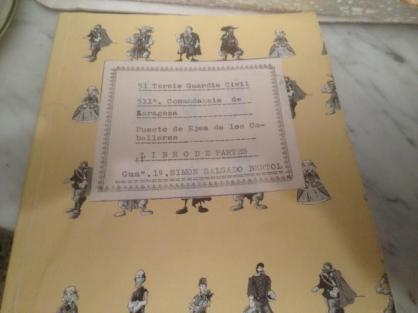 51 Tercio Guardia Civil
511ª. Comandancia de
Zaragoza
Puesto de Ejea de los Ca-
balleros
LIBRO DE PARTES
Guaª. 1º. SIMON SALGADO BERTOL